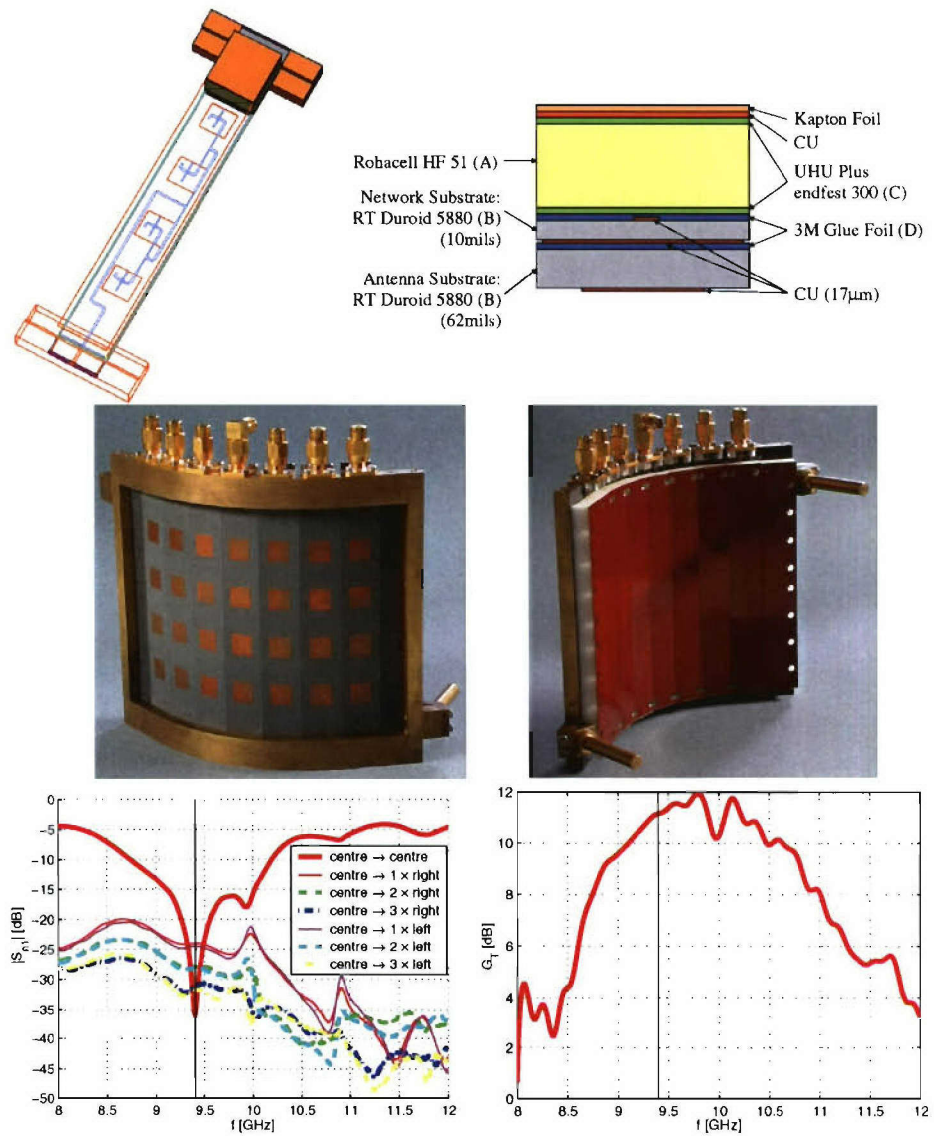 Kapton Foil
CU
Rohacell HF 51 (A)
UHU Plus
endfest 300 (C)
Network Substrate:
RT Duroid 5880 (B)
(10mils)
3M Glue Foil (D)
Antenna Substrate:
RT Duroid 5880 (B)
(62mils)
CU (17µm)
0
-5
-10
-15
-20
-25
-30
-35
-40
-45
-50
|Sn1| [dB]
centre → centre
centre → 1 × right
centre → 2 × right
centre → 3 × right
centre → 1 × left
centre → 2 × left
centre → 3 × left
8 8.5 9 9.5 10 10.5 11 11.5 12
f [GHz]
12
10
8
6
4
2
0
GT [dB]
8 8.5 9 9.5 10 10.5 11 11.5 12
f [GHz]